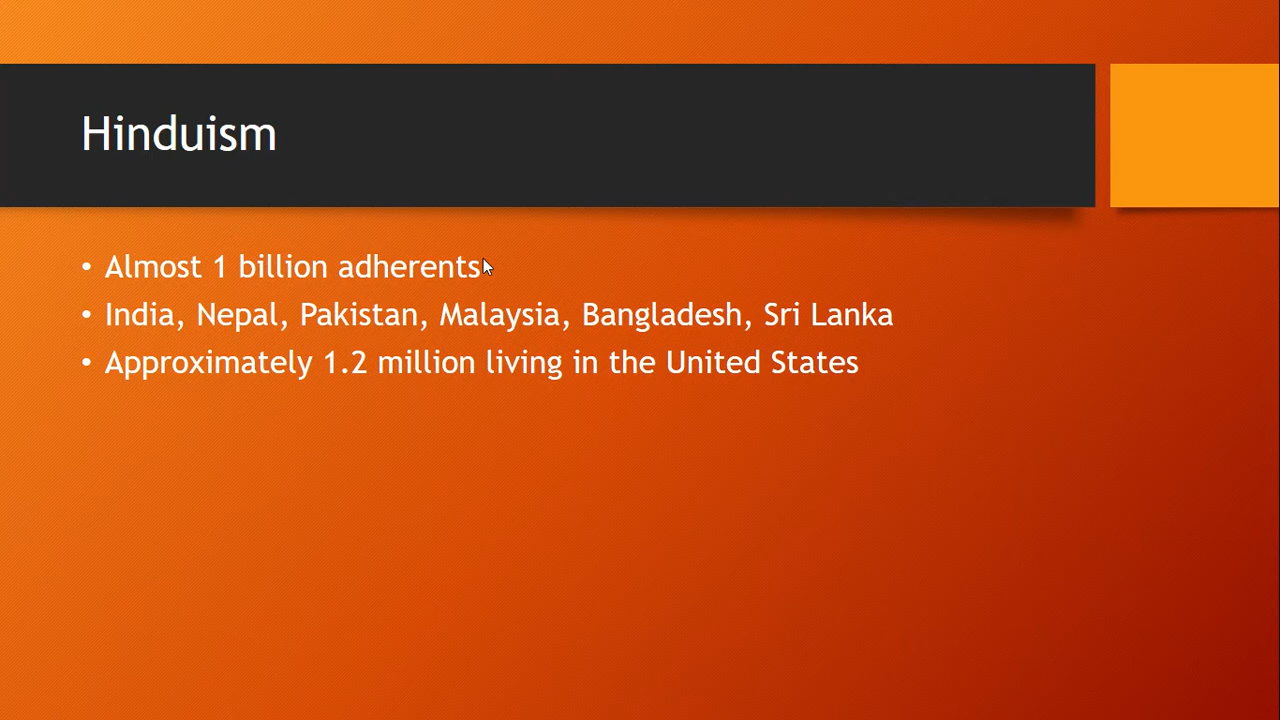 Hinduism
• Almost 1 billion adherents
• India, Nepal, Pakistan, Malaysia, Bangladesh, Sri Lanka
• Approximately 1.2 million living in the United States